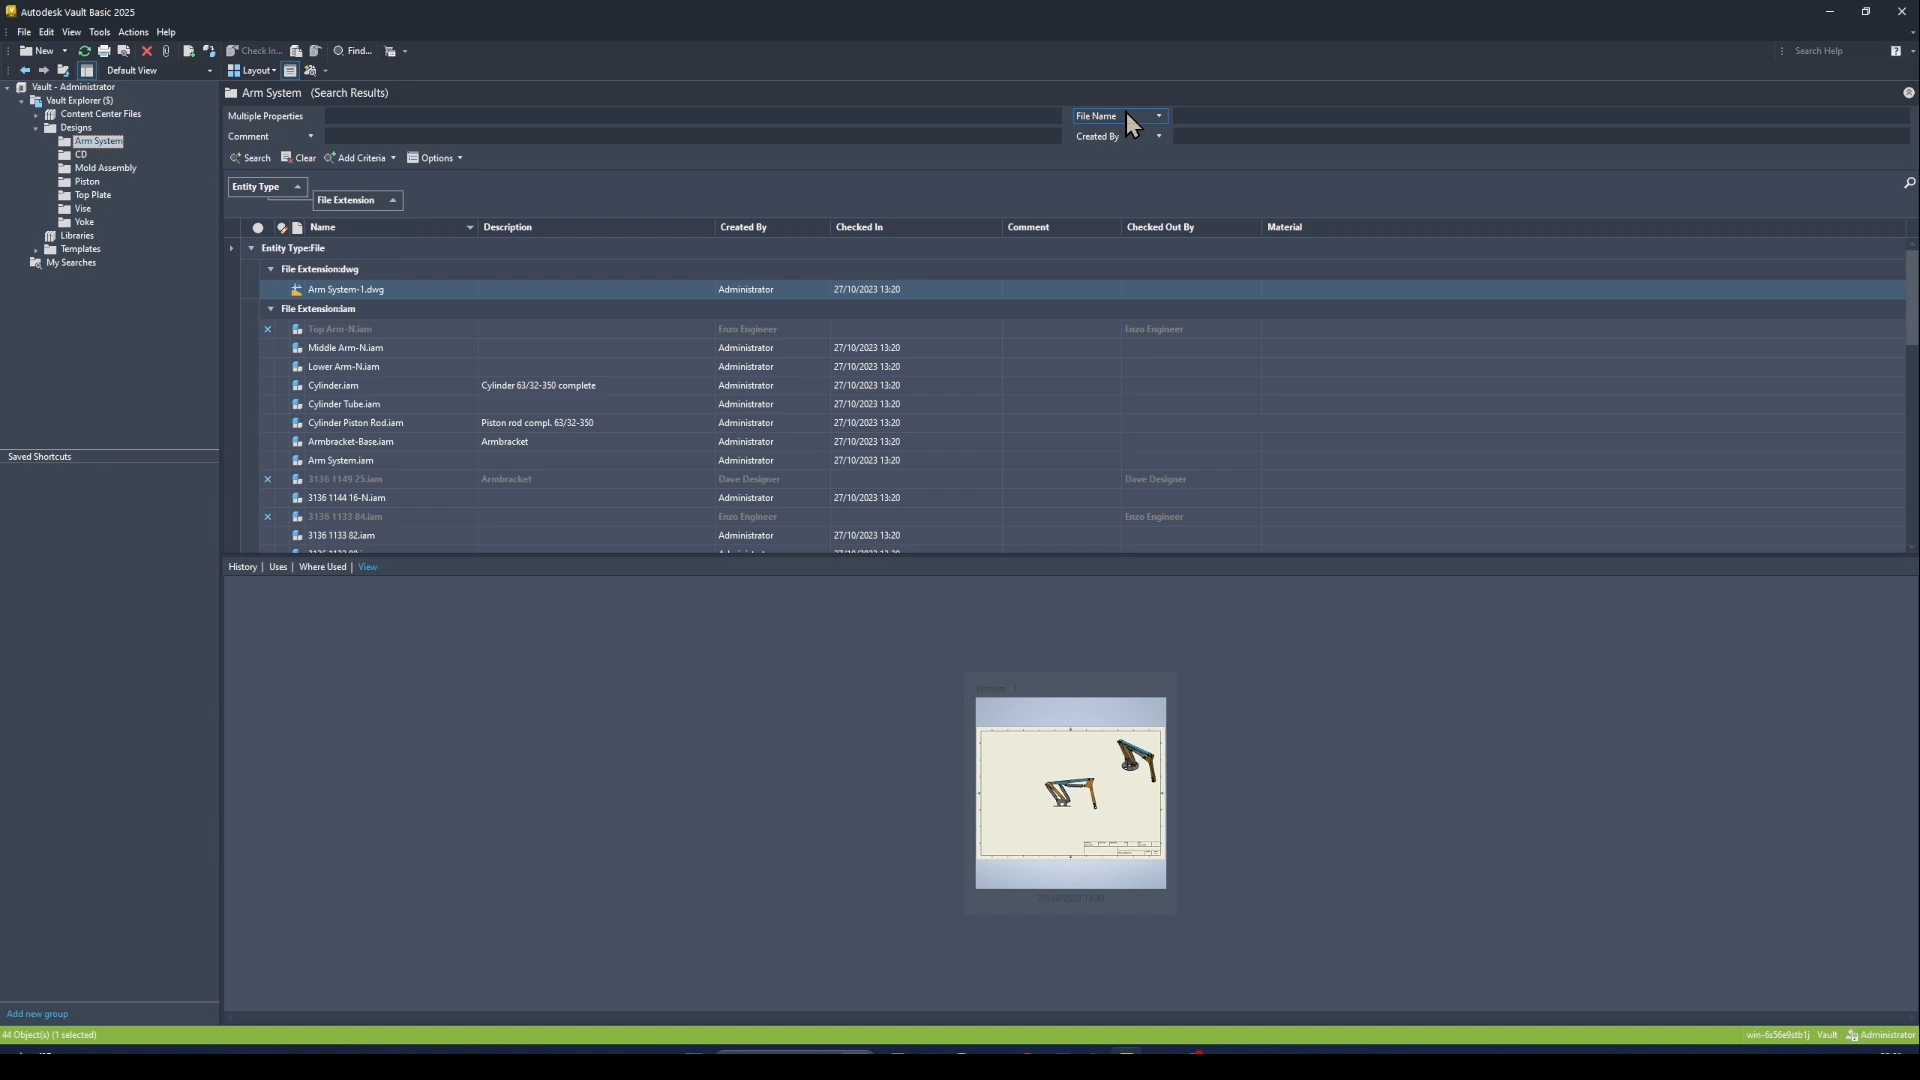 Autodesk Vault Basic 2025
File Edit View Tools Actions Help
New Check In... Find... Search Help
Default View Layout
Vault - Administrator
Vault Explorer ($)
Content Center Files
Designs
Arm System
CD
Mold Assembly
Piston
Top Plate
Vise
Yoke
Libraries
Templates
My Searches
Saved Shortcuts
Add new group
Arm System (Search Results)
Multiple Properties File Name
Comment Created By
Search Clear Add Criteria Options
Entity Type
File Extension
Name Description Created By Checked In Comment Checked Out By Material
Entity Type:File
File Extension:dwg
Arm System-1.dwg Administrator 27/10/2023 13:20
File Extension:iam
Top Arm-N.iam Enzo Engineer Enzo Engineer
Middle Arm-N.iam Administrator 27/10/2023 13:20
Lower Arm-N.iam Administrator 27/10/2023 13:20
Cylinder.iam Cylinder 63/32-350 complete Administrator 27/10/2023 13:20
Cylinder Tube.iam Administrator 27/10/2023 13:20
Cylinder Piston Rod.iam Piston rod compl. 63/32-350 Administrator 27/10/2023 13:20
Armbracket-Base.iam Armbracket Administrator 27/10/2023 13:20
Arm System.iam Administrator 27/10/2023 13:20
3136 1149 25.iam Armbracket Dave Designer Dave Designer
3136 1144 16-N.iam Administrator 27/10/2023 13:20
3136 1133 84.iam Enzo Engineer Enzo Engineer
3136 1133 82.iam Administrator 27/10/2023 13:20
History | Uses | Where Used | View
Version : 1
27/10/2023 13:20
44 Object(s) (1 selected) win-6s56e9stb1j Vault Administrator